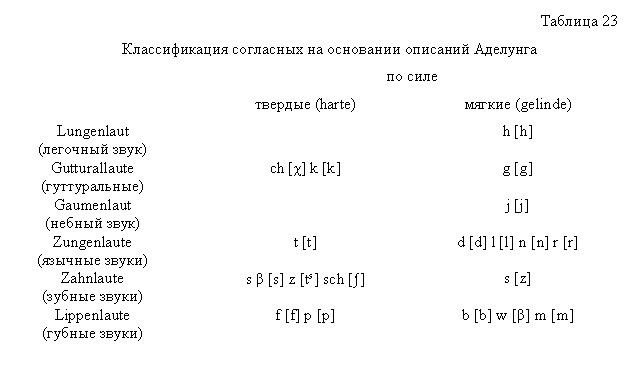 Таблица 23
Классификация согласных на основании описаний Аделунга
по силе
твердые (harte) мягкие (gelinde)
Lungenlaut h [h]
(легочный звук)
Gutturallaute ch [χ] k [k] g [g]
(гуттуральные)
Gaumenlaut j [j]
(небный звук)
Zungenlaute t [t] d [d] l [l] n [n] r [r]
(язычные звуки)
Zahnlaute s β [s] z [tˢ] sch [ʃ] s [z]
(зубные звуки)
Lippenlaute f [f] p [p] b [b] w [β] m [m]
(губные звуки)